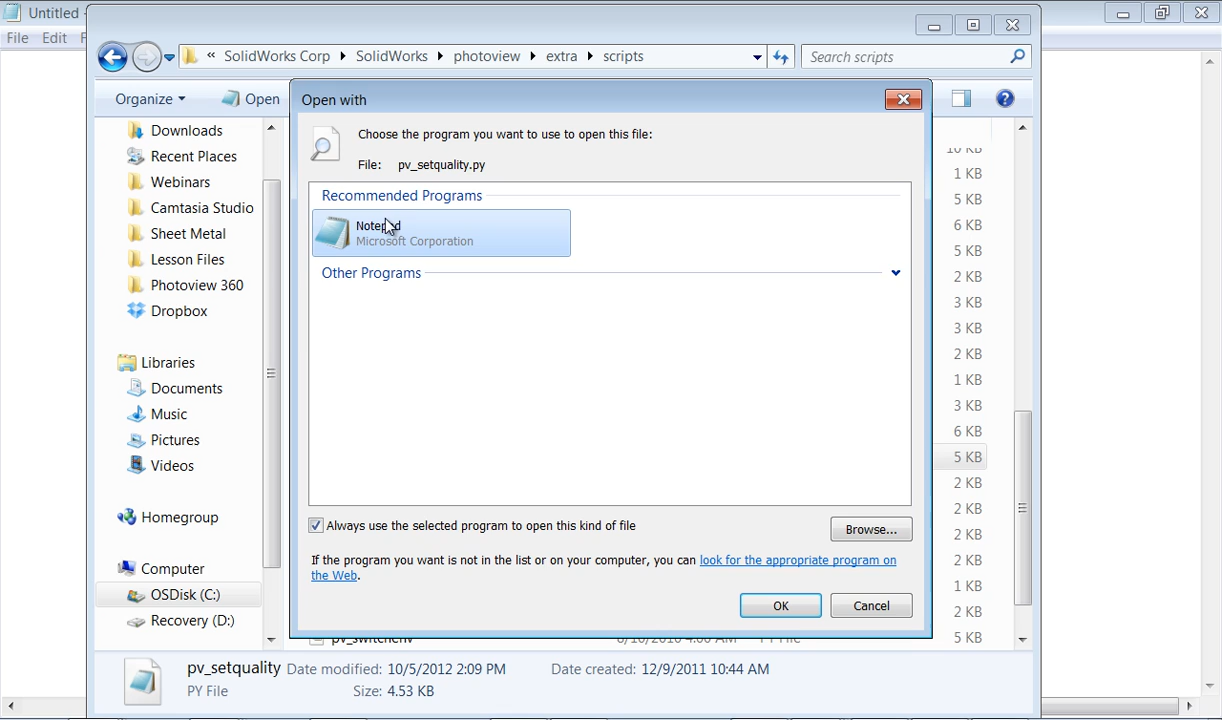 Untitled -
File Edit F
« SolidWorks Corp SolidWorks photoview extra scripts
Search scripts
Organize Open
Downloads
Recent Places
Webinars
Camtasia Studio
Sheet Metal
Lesson Files
Photoview 360
Dropbox
Libraries
Documents
Music
Pictures
Videos
Homegroup
Computer
OSDisk (C:)
Recovery (D:)
Open with
Choose the program you want to use to open this file:
File: pv_setquality.py
Recommended Programs
Notepad
Microsoft Corporation
Other Programs
Always use the selected program to open this kind of file
Browse...
If the program you want is not in the list or on your computer, you can look for the appropriate program on
the Web.
OK Cancel
10 KB
1 KB
5 KB
6 KB
5 KB
2 KB
3 KB
3 KB
2 KB
1 KB
3 KB
6 KB
5 KB
2 KB
2 KB
2 KB
2 KB
1 KB
2 KB
5 KB
pv_setquality Date modified: 10/5/2012 2:09 PM Date created: 12/9/2011 10:44 AM
PY File Size: 4.53 KB